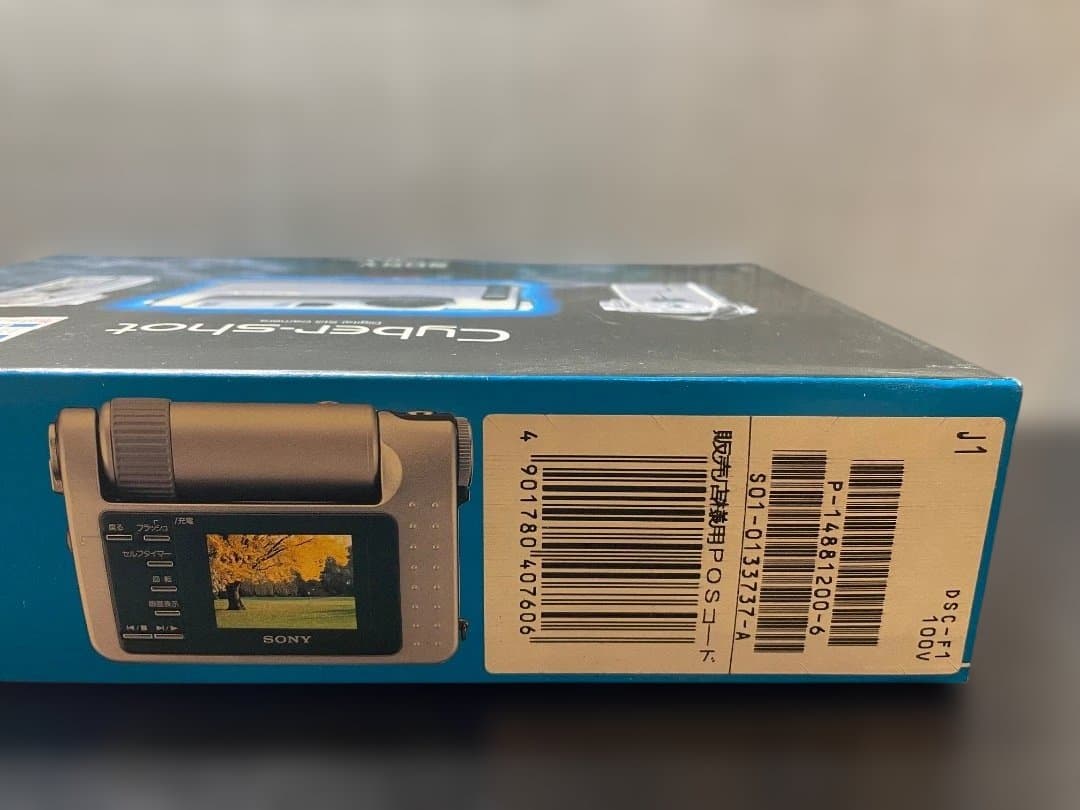 SONY
Cyber-shot
Digital Still Camera
戻る
フラッシュ
/充電
セルフタイマー
回転
画面表示
SONY
4 901780 407606
販売店様用POSコード
S01-0133737-A
P-14881200-6
J1
DSC-F1
100V